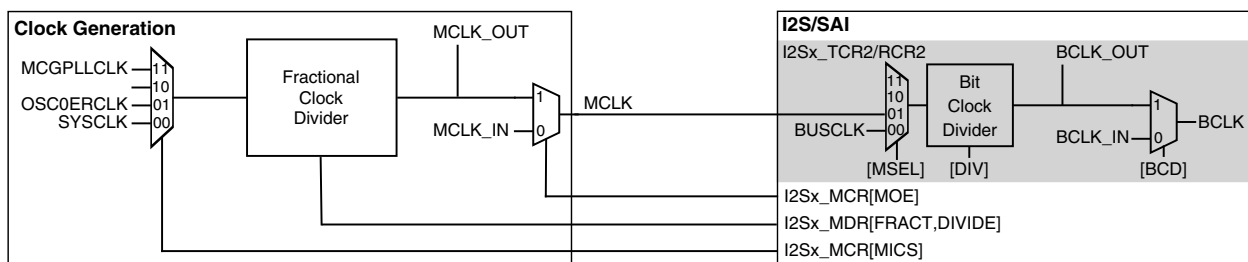 Clock Generation
MCGPLLCLK
OSC0ERCLK
SYSCLK
11
10
01
00
Fractional
Clock
Divider
MCLK_OUT
MCLK_IN
1
0
MCLK
I2S/SAI
I2Sx_TCR2/RCR2
BUSCLK
11
10
01
00
[MSEL]
Bit
Clock
Divider
[DIV]
BCLK_OUT
BCLK_IN
1
0
[BCD]
BCLK
I2Sx_MCR[MOE]
I2Sx_MDR[FRACT,DIVIDE]
I2Sx_MCR[MICS]